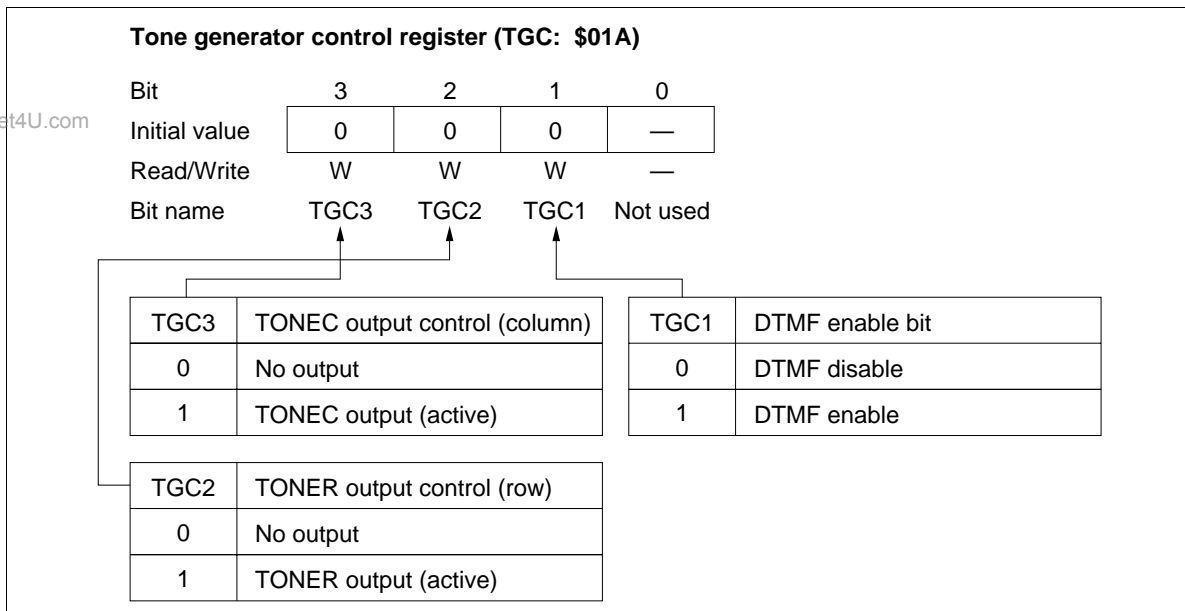 Tone generator control register (TGC: $01A)
Bit 3 2 1 0
et4U.com
Initial value 0 0 0 —
Read/Write W W W —
Bit name TGC3 TGC2 TGC1 Not used
TGC3 TONEC output control (column)
0 No output
1 TONEC output (active)
TGC1 DTMF enable bit
0 DTMF disable
1 DTMF enable
TGC2 TONER output control (row)
0 No output
1 TONER output (active)